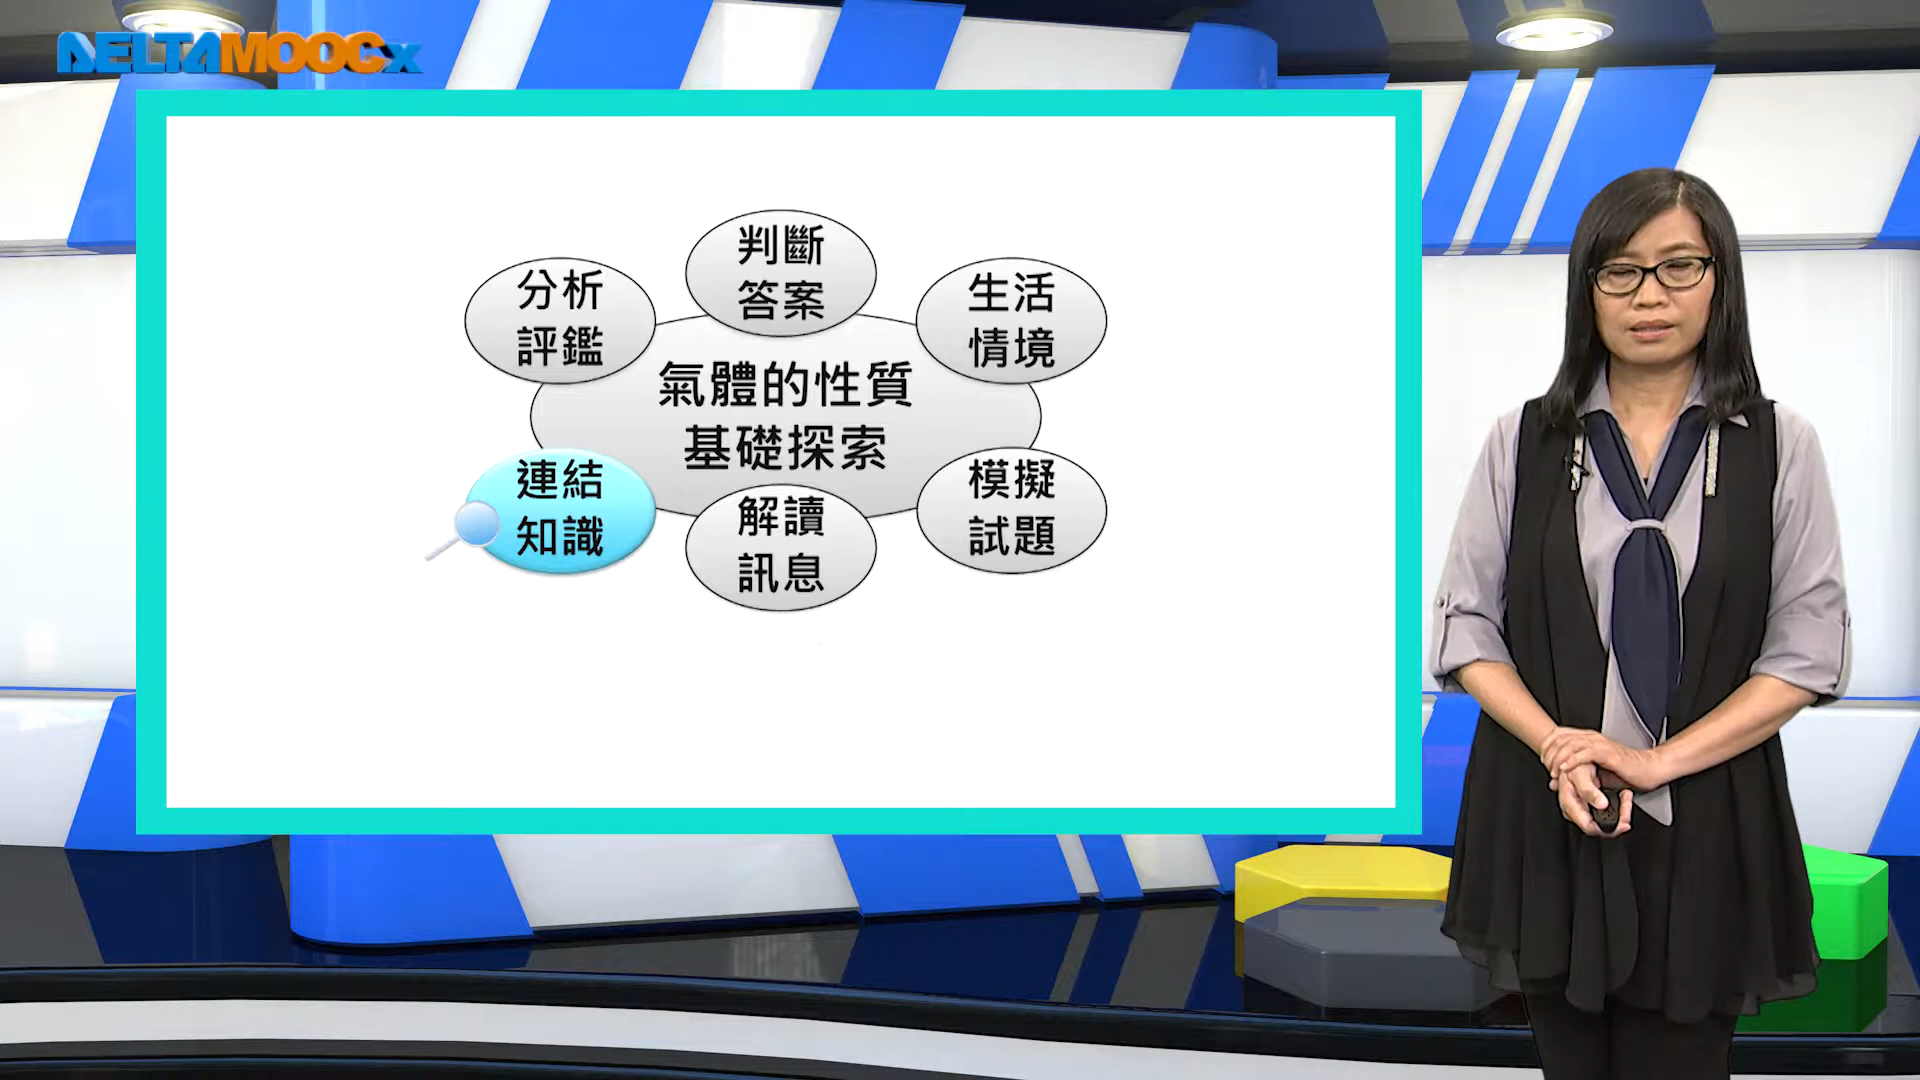 DELTAMOOCx
判斷
答案
分析
評鑑
生活
情境
氣體的性質
基礎探索
連結
知識
解讀
訊息
模擬
試題